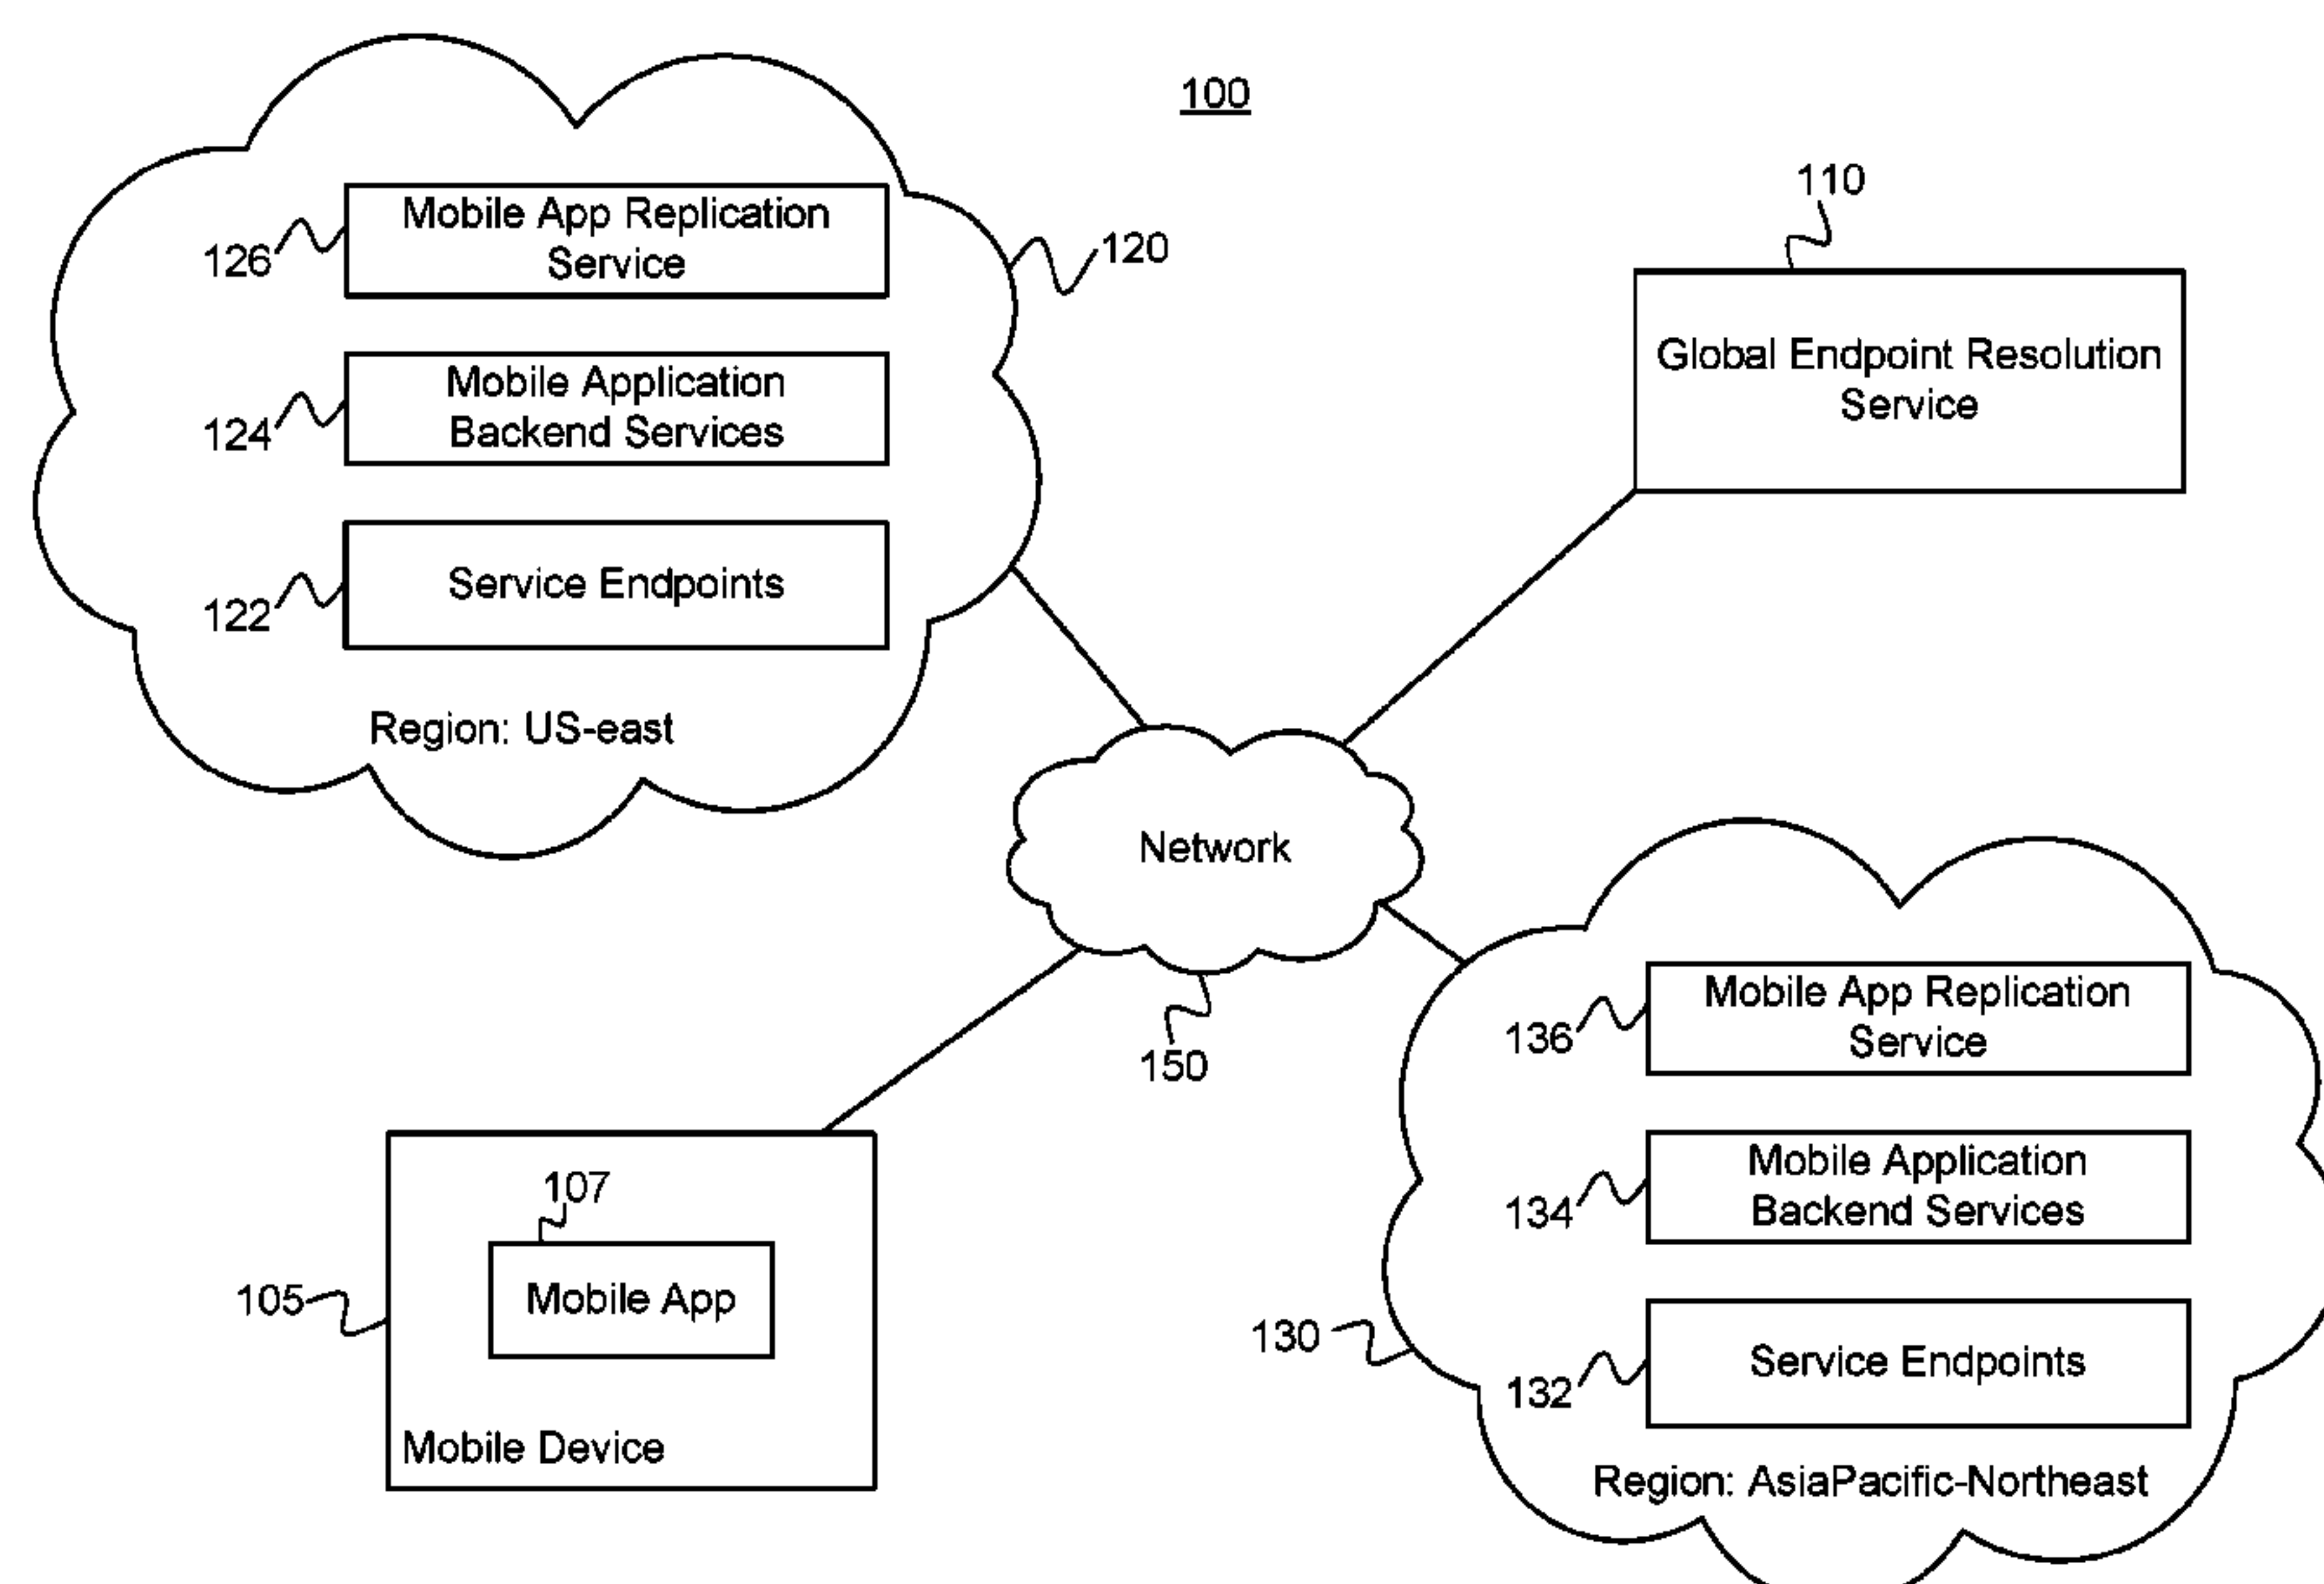 100
110
Mobile App Replication
Service
126
120
Mobile Application
Backend Services
124
Service Endpoints
122
Region: US-east
Global Endpoint Resolution
Service
Network
150
Mobile App Replication
Service
136
Mobile Application
Backend Services
134
Service Endpoints
132
130
Region: AsiaPacific-Northeast
107
Mobile App
105
Mobile Device